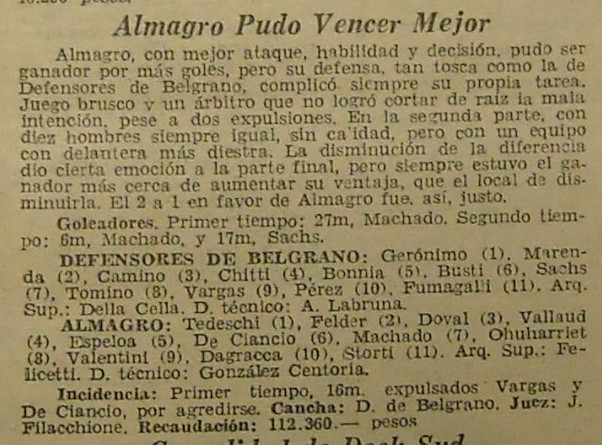 Almagro Pudo Vencer Mejor
Almagro, con mejor ataque, habilidad y decisión, pudo ser
ganador por más goles, pero su defensa, tan tosca como la de
Defensores de Belgrano, complicó siempre su propia tarea.
Juego brusco y un árbitro que no logró cortar de raíz la mala
intención, pese a dos expulsiones. En la segunda parte, con
diez hombres siempre igual, sin calidad, pero con un equipo
con delantera más diestra. La disminución de la diferencia
dio cierta emoción a la parte final, pero siempre estuvo el ga-
nador más cerca de aumentar su ventaja, que el local de dis-
minuirla. El 2 a 1 en favor de Almagro fue, así, justo.
Goleadores. Primer tiempo: 27m, Machado. Segundo tiem-
po: 6m, Machado, y 17m, Sachs.
DEFENSORES DE BELGRANO: Gerónimo (1), Maren-
da (2), Camino (3), Chitti (4), Bonnia (5), Busti (6), Sachs
(7), Tomino (8), Vargas (9), Pérez (10), Fumagalli (11). Arq.
Sup.: Della Cella. D. técnico: A. Labruna.
ALMAGRO: Tedeschi (1), Felder (2), Doval (3), Vallaud
(4), Espeloa (5), De Ciancio (6), Machado (7), Ohuharriet
(8), Valentini (9), Dagracca (10), Storti (11). Arq. Sup.: Fe-
licetti. D. técnico: González Centoria.
Incidencia: Primer tiempo, 16m. expulsados Vargas y
De Ciancio, por agredirse. Cancha: D. de Belgrano. Juez: J.
Filacchione. Recaudación: 112.360.— pesos